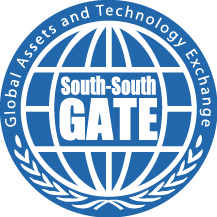 Global Assets and Technology Exchange
South-South
GATE